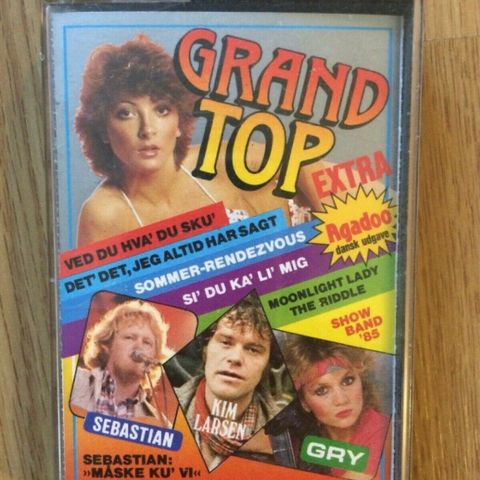 GRAND
TOP
EXTRA
Agadoo
dansk udgave
VED DU HVA' DU SKU'
DET' DET, JEG ALTID HAR SAGT
SOMMER-RENDEZVOUS
SI' DU KA' LI' MIG
MOONLIGHT LADY
THE RIDDLE
SHOW
BAND
'85
SEBASTIAN
KIM
LARSEN
GRY
SEBASTIAN:
»MÅSKE KU' VI«